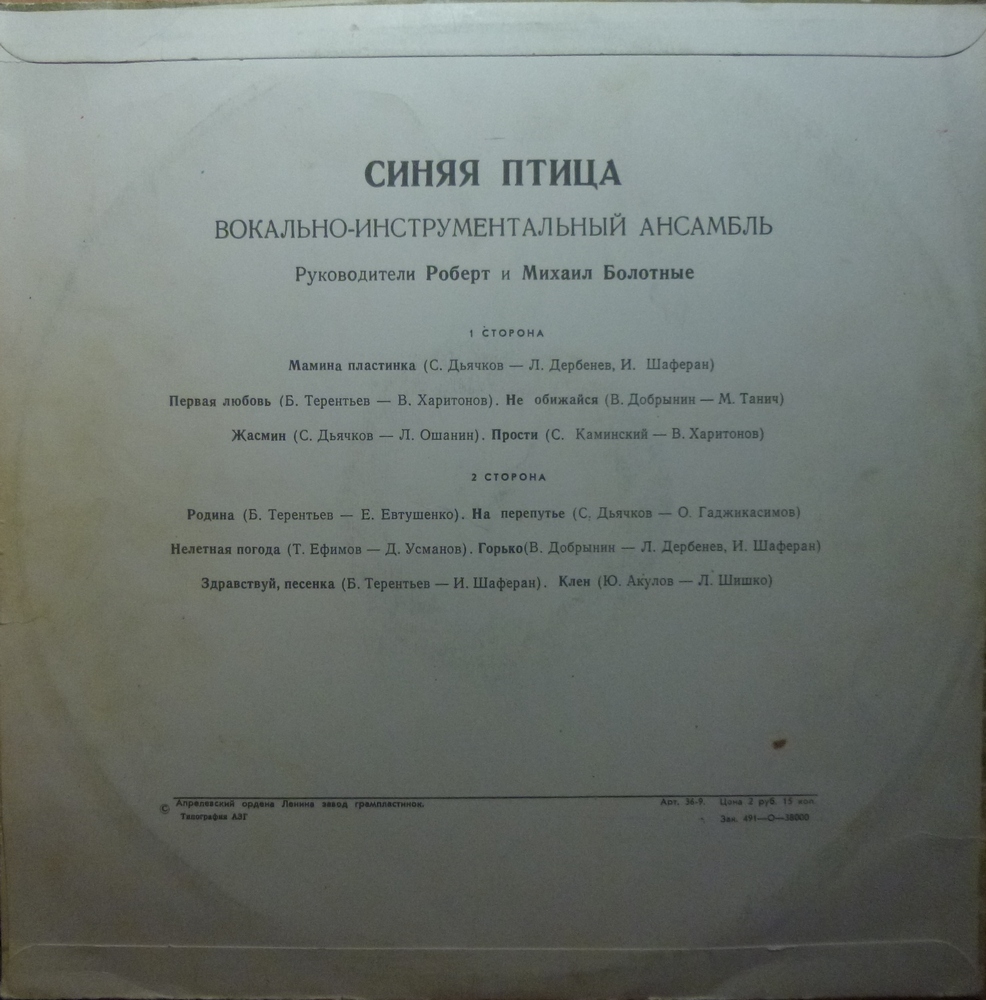 СИНЯЯ ПТИЦА
ВОКАЛЬНО-ИНСТРУМЕНТАЛЬНЫЙ АНСАМБЛЬ
Руководители Роберт и Михаил Болотные
1 СТОРОНА
Мамина пластинка (С. Дьячков — Л. Дербенев, И. Шаферан)
Первая любовь (Б. Терентьев — В. Харитонов). Не обижайся (В. Добрынин — М. Танич)
Жасмин (С. Дьячков — Л. Ошанин). Прости (С. Каминский — В. Харитонов)
2 СТОРОНА
Родина (Б. Терентьев — Е. Евтушенко). На перепутье (С. Дьячков — О. Гаджикасимов)
Нелетная погода (Т. Ефимов — Д. Усманов). Горько(В. Добрынин — Л. Дербенев, И. Шаферан)
Здравствуй, песенка (Б. Терентьев — И. Шаферан). Клен (Ю. Акулов — Л. Шишко)
© Апрелевский ордена Ленина завод грампластинок. Арт. 36-9. Цена 2 руб. 15 коп.
Типография АЗГ Зак. 491—О—38000